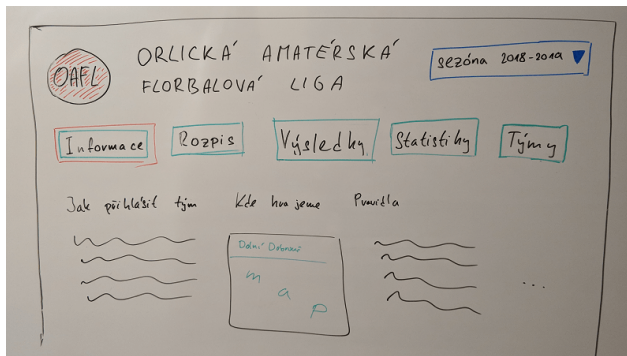 OAFL
ORLICKÁ AMATÉRSKÁ
FLORBALOVÁ LIGA
sezóna 2018-2019
Informace
Rozpis
Výsledky
Statistiky
Týmy
Jak přihlásit tým
Kde hrajeme
Pravidla
Dolní Dobrouč
m
a
p
...